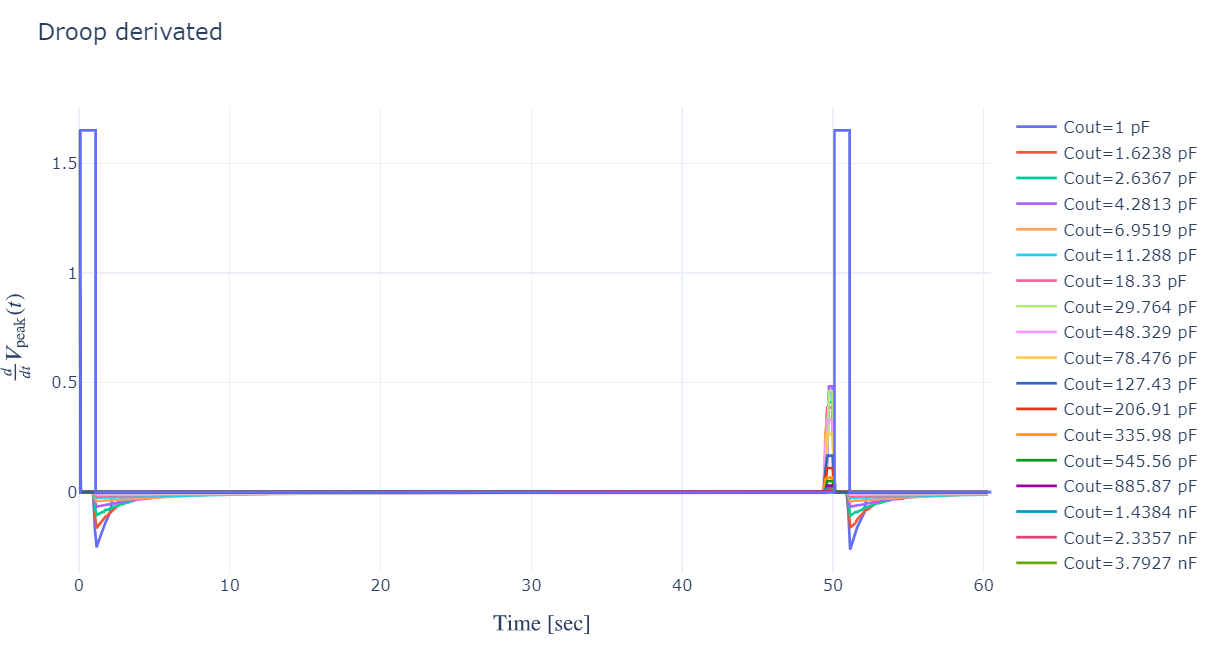 Droop derivated
d/dt V_peak(t)
1.5
1
0.5
0
0 10 20 30 40 50 60
Time [sec]
Cout=1 pF
Cout=1.6238 pF
Cout=2.6367 pF
Cout=4.2813 pF
Cout=6.9519 pF
Cout=11.288 pF
Cout=18.33 pF
Cout=29.764 pF
Cout=48.329 pF
Cout=78.476 pF
Cout=127.43 pF
Cout=206.91 pF
Cout=335.98 pF
Cout=545.56 pF
Cout=885.87 pF
Cout=1.4384 nF
Cout=2.3357 nF
Cout=3.7927 nF